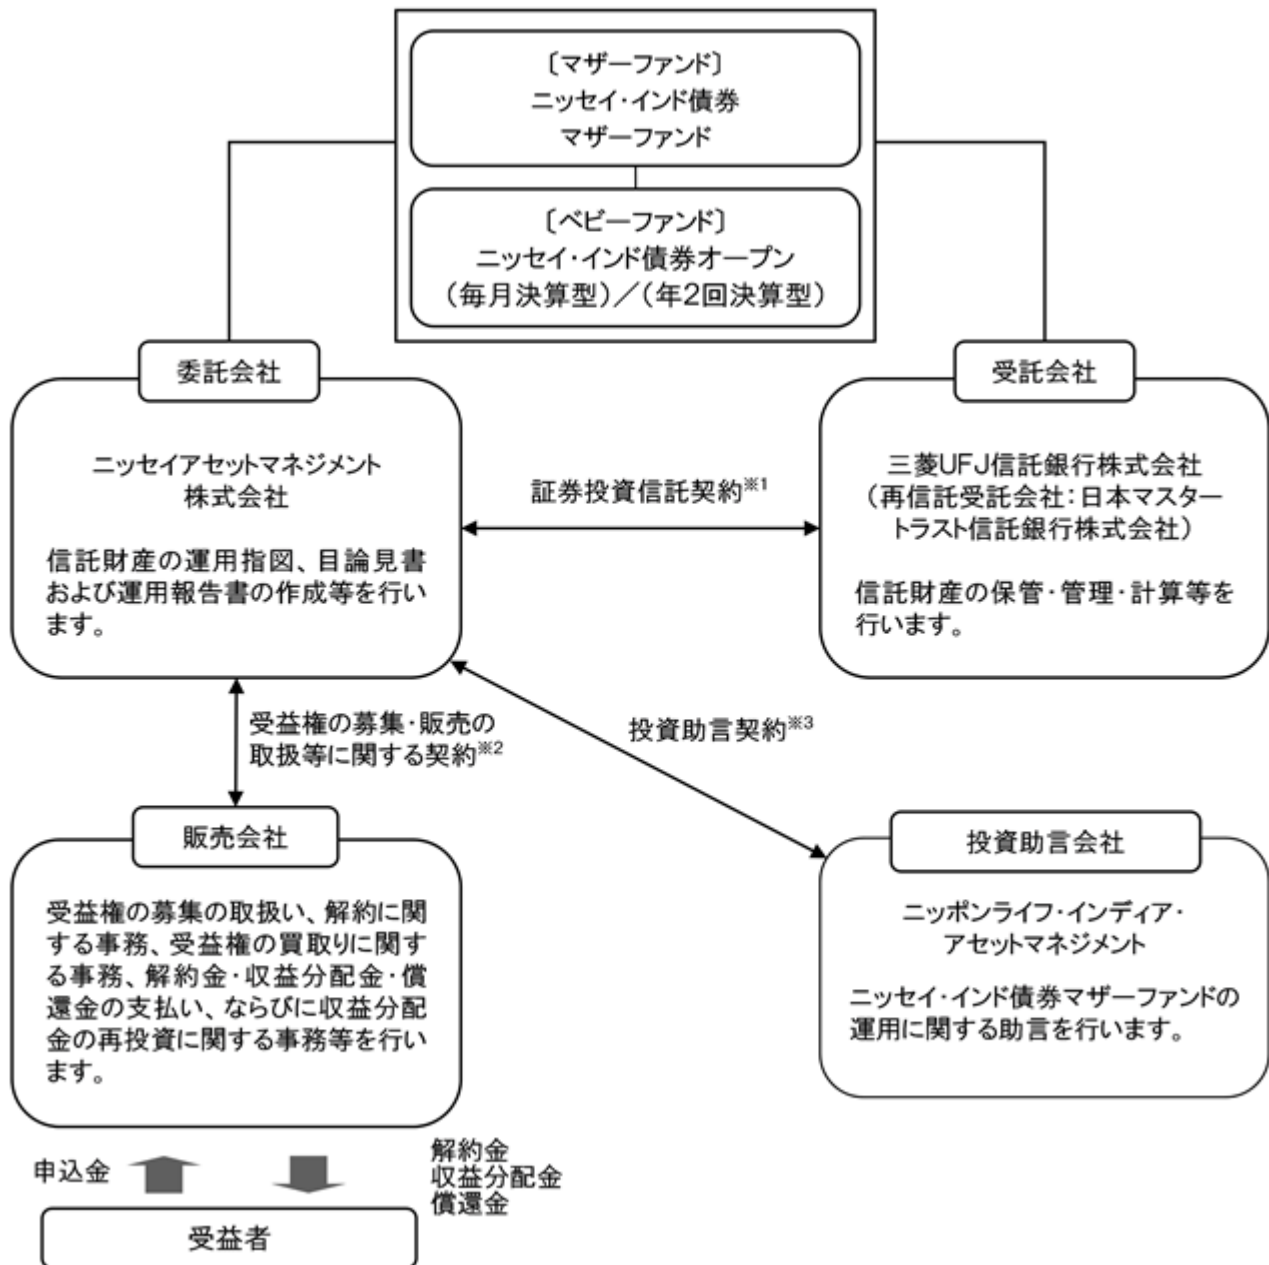 〔マザーファンド〕
ニッセイ・インド債券
マザーファンド
〔ベビーファンド〕
ニッセイ・インド債券オープン
（毎月決算型）／（年2回決算型）
委託会社
ニッセイアセットマネジメント
株式会社
信託財産の運用指図、目論見書
および運用報告書の作成等を行い
ます。
証券投資信託契約※1
受託会社
三菱UFJ信託銀行株式会社
（再信託受託会社：日本マスター
トラスト信託銀行株式会社）
信託財産の保管・管理・計算等を
行います。
受益権の募集・販売の
取扱等に関する契約※2
投資助言契約※3
販売会社
受益権の募集の取扱い、解約に関
する事務、受益権の買取りに関す
る事務、解約金・収益分配金・償
還金の支払い、ならびに収益分配
金の再投資に関する事務等を行い
ます。
投資助言会社
ニッポンライフ・インディア・
アセットマネジメント
ニッセイ・インド債券マザーファンドの
運用に関する助言を行います。
申込金
解約金
収益分配金
償還金
受益者